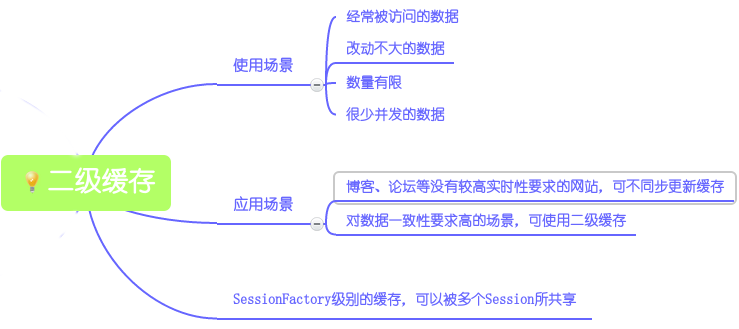 二级缓存
使用场景
经常被访问的数据
改动不大的数据
数量有限
很少并发的数据
应用场景
博客、论坛等没有较高实时性要求的网站，可不同步更新缓存
对数据一致性要求高的场景，可使用二级缓存
SessionFactory级别的缓存，可以被多个Session所共享